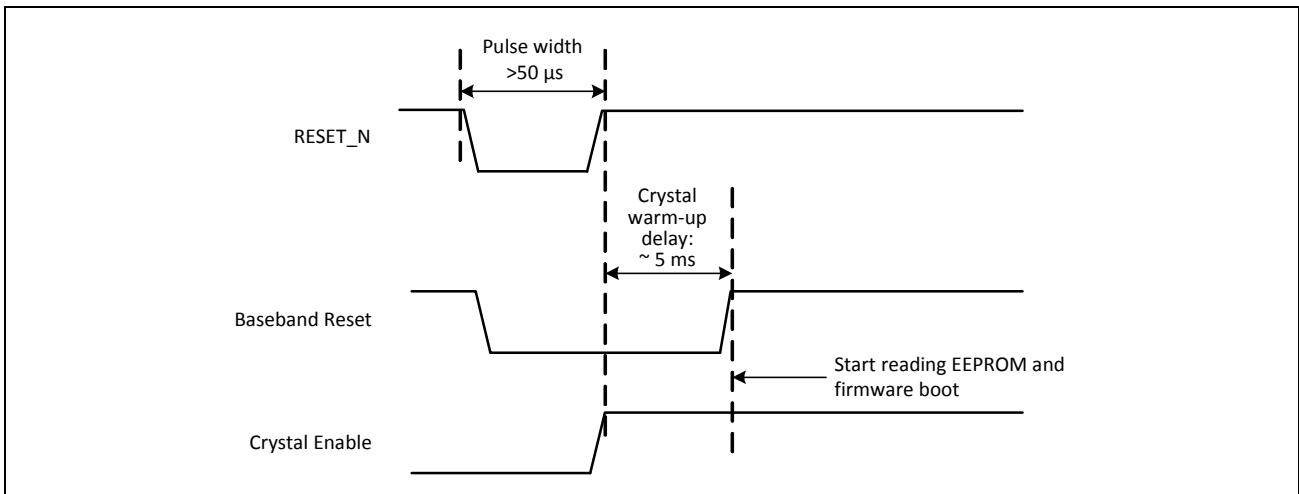 Pulse width
>50 µs
RESET_N
Crystal
warm-up
delay:
~ 5 ms
Baseband Reset
Start reading EEPROM and
firmware boot
Crystal Enable